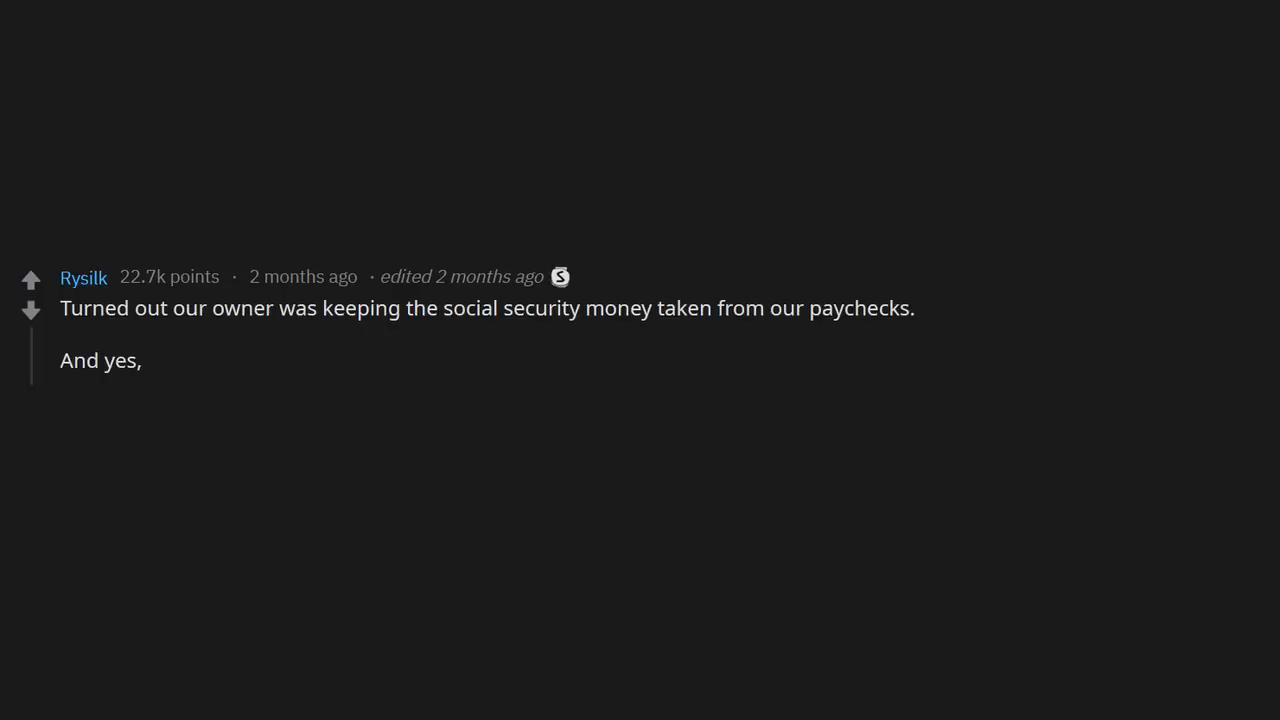 Rysilk 22.7k points · 2 months ago · edited 2 months ago S
Turned out our owner was keeping the social security money taken from our paychecks.
And yes,